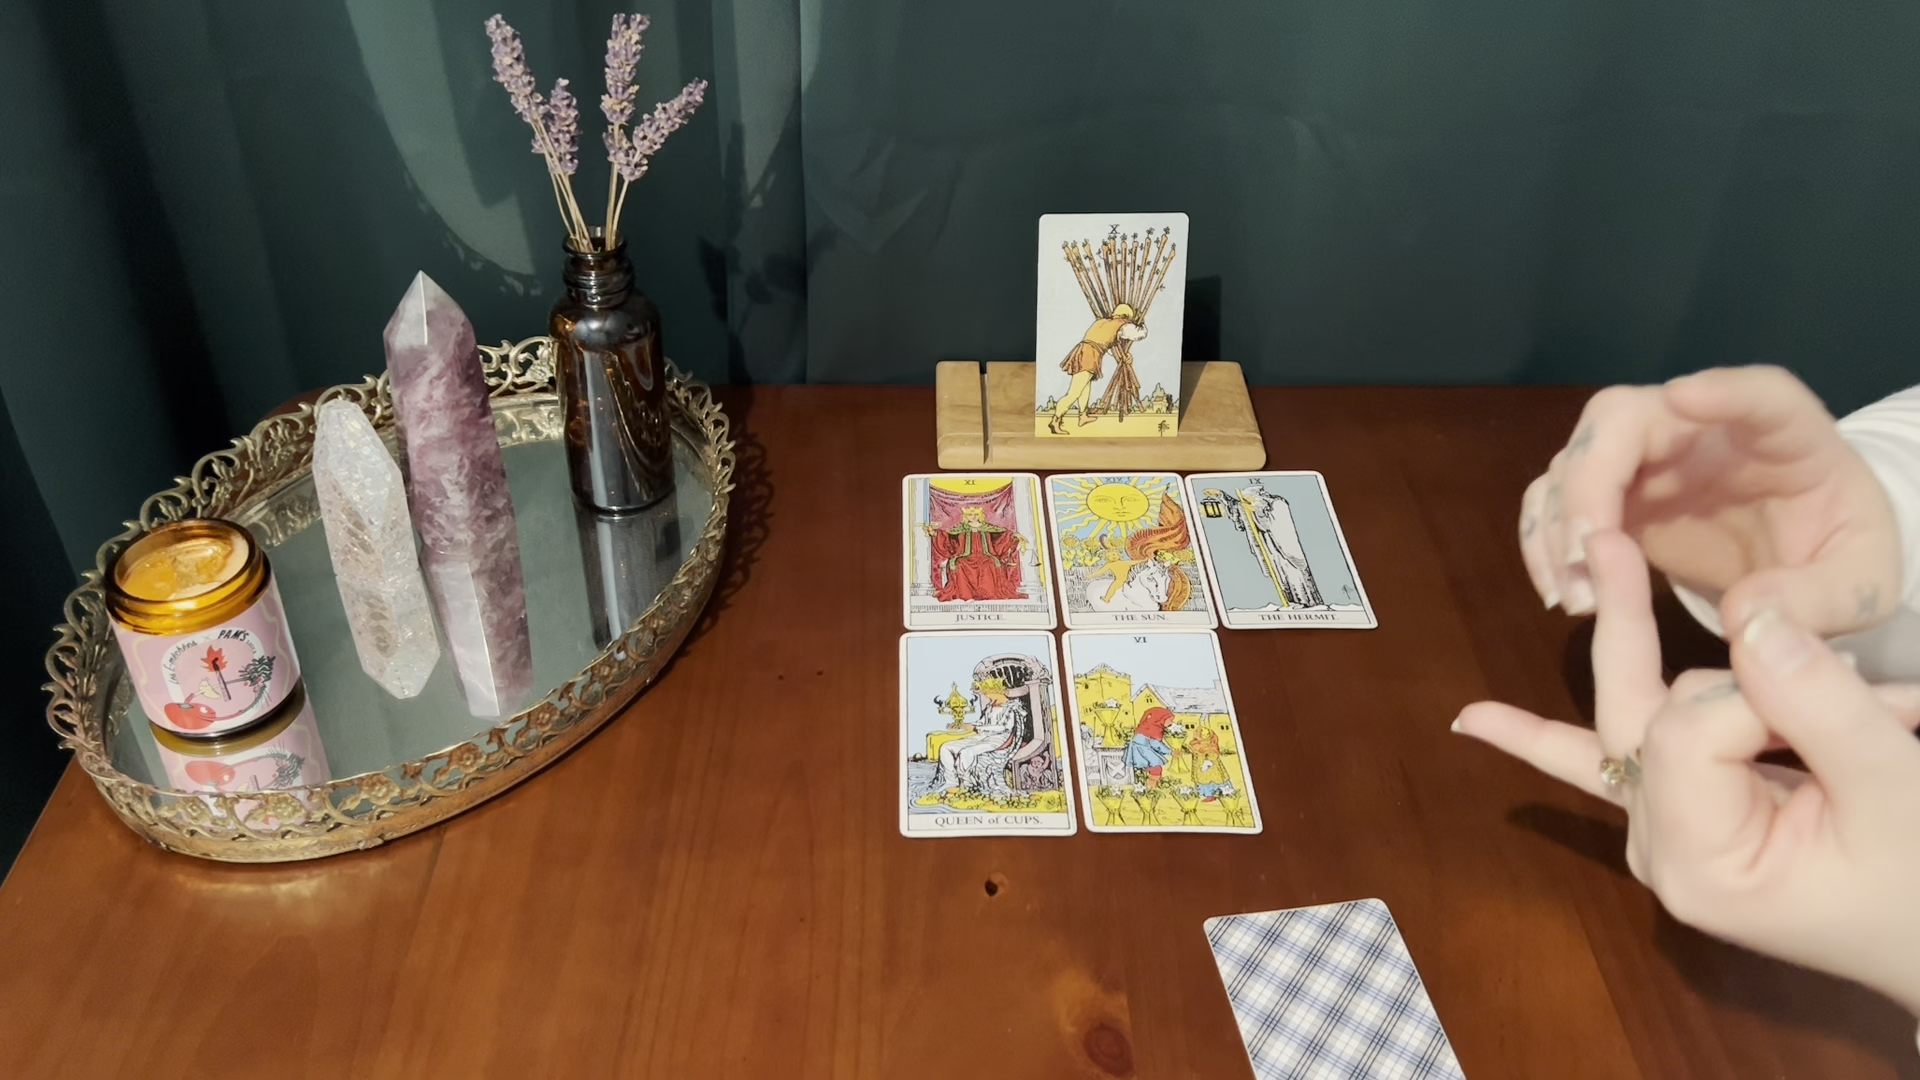 X
XI
JUSTICE.
XIX
THE SUN.
IX
THE HERMIT.
QUEEN of CUPS.
VI
PAM'S